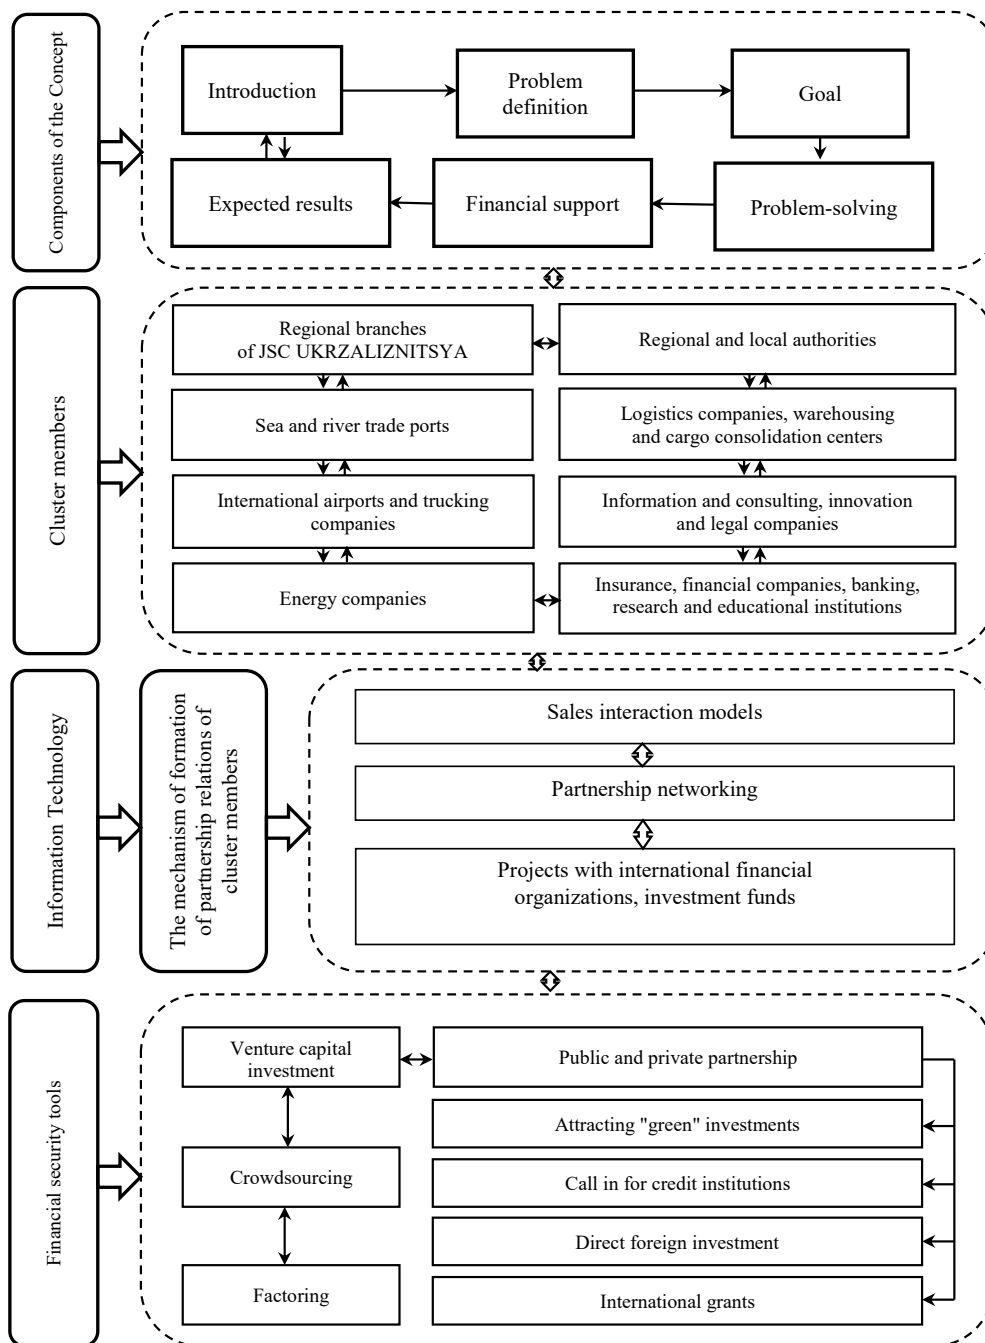 Components of the Concept
Introduction
Problem
definition
Goal
Expected results
Financial support
Problem-solving
Cluster members
Regional branches
of JSC UKRZALIZNITSYA
Regional and local authorities
Sea and river trade ports
Logistics companies, warehousing
and cargo consolidation centers
International airports and trucking
companies
Information and consulting, innovation
and legal companies
Energy companies
Insurance, financial companies, banking,
research and educational institutions
Information Technology
The mechanism of formation
of partnership relations of
cluster members
Sales interaction models
Partnership networking
Projects with international financial
organizations, investment funds
Financial security tools
Venture capital
investment
Public and private partnership
Attracting "green" investments
Crowdsourcing
Call in for credit institutions
Direct foreign investment
Factoring
International grants